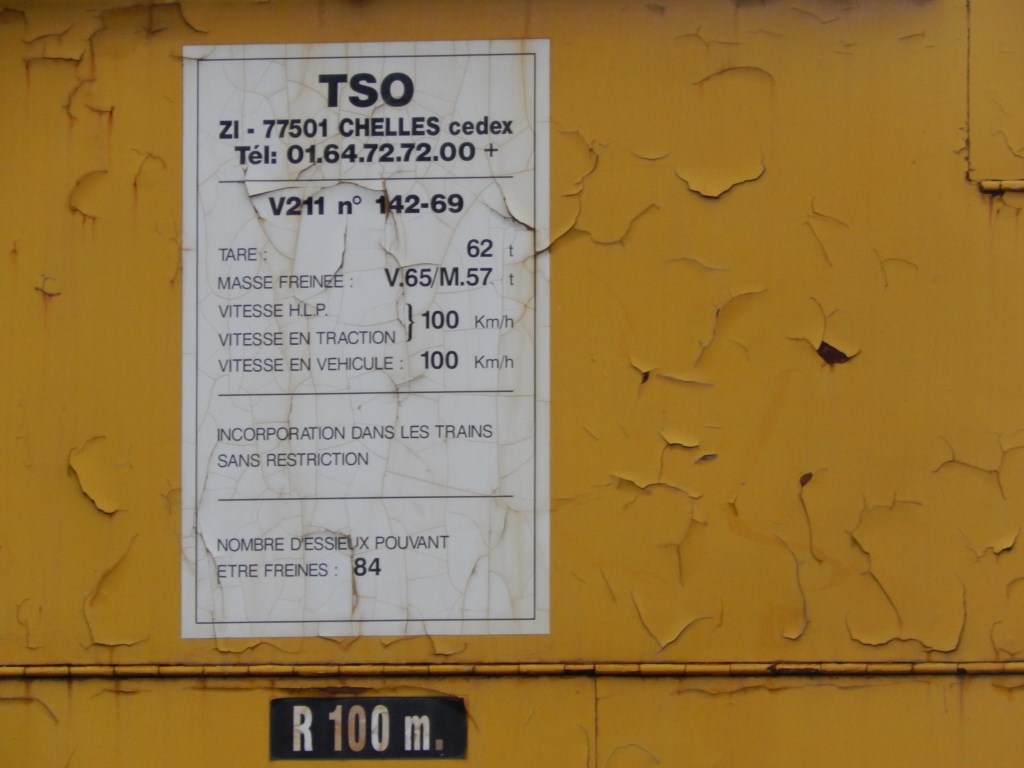 TSO
ZI - 77501 CHELLES cedex
Tél: 01.64.72.72.00 +
V211 n° 142-69
TARE : 62 t
MASSE FREINEE : V.65/M.57 t
VITESSE H.L.P.
VITESSE EN TRACTION } 100 Km/h
VITESSE EN VEHICULE : 100 Km/h
INCORPORATION DANS LES TRAINS
SANS RESTRICTION
NOMBRE D'ESSIEUX POUVANT
ETRE FREINES : 84
R 100 m.